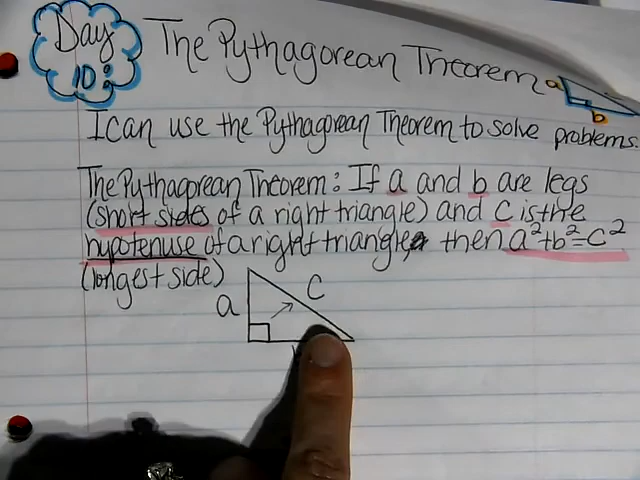 Day 10: The Pythagorean Theorem
a
b
I can use the Pythagorean Theorem to solve problems.
The Pythagorean Theorem: If a and b are legs
(short sides of a right triangle) and c is the
hypotenuse of a right triangle, then a²+b²=c²
(longest side)
a
c